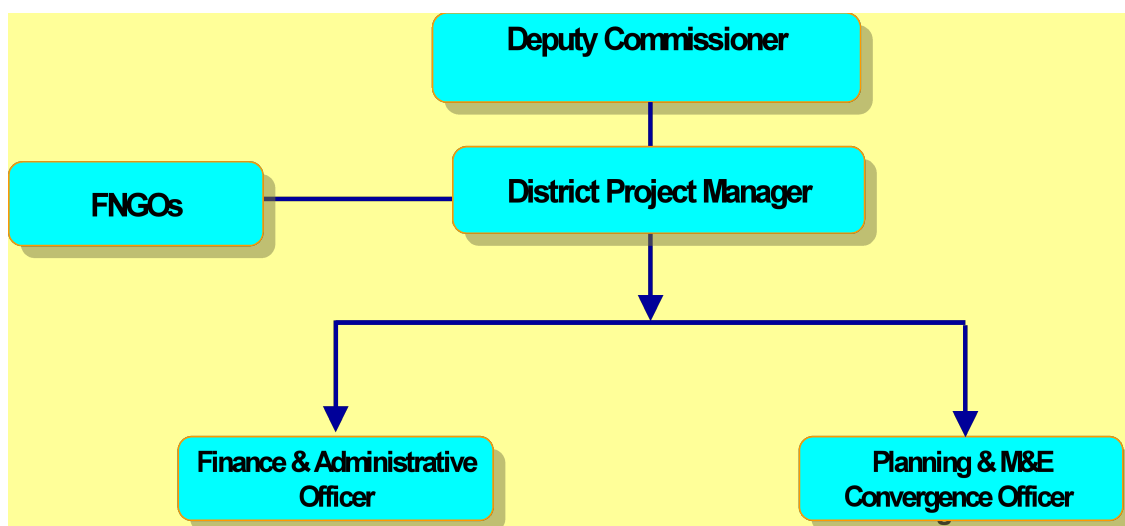 Deputy Commissioner
FNGOs
District Project Manager
Finance & Administrative
Officer
Planning & M&E
Convergence Officer